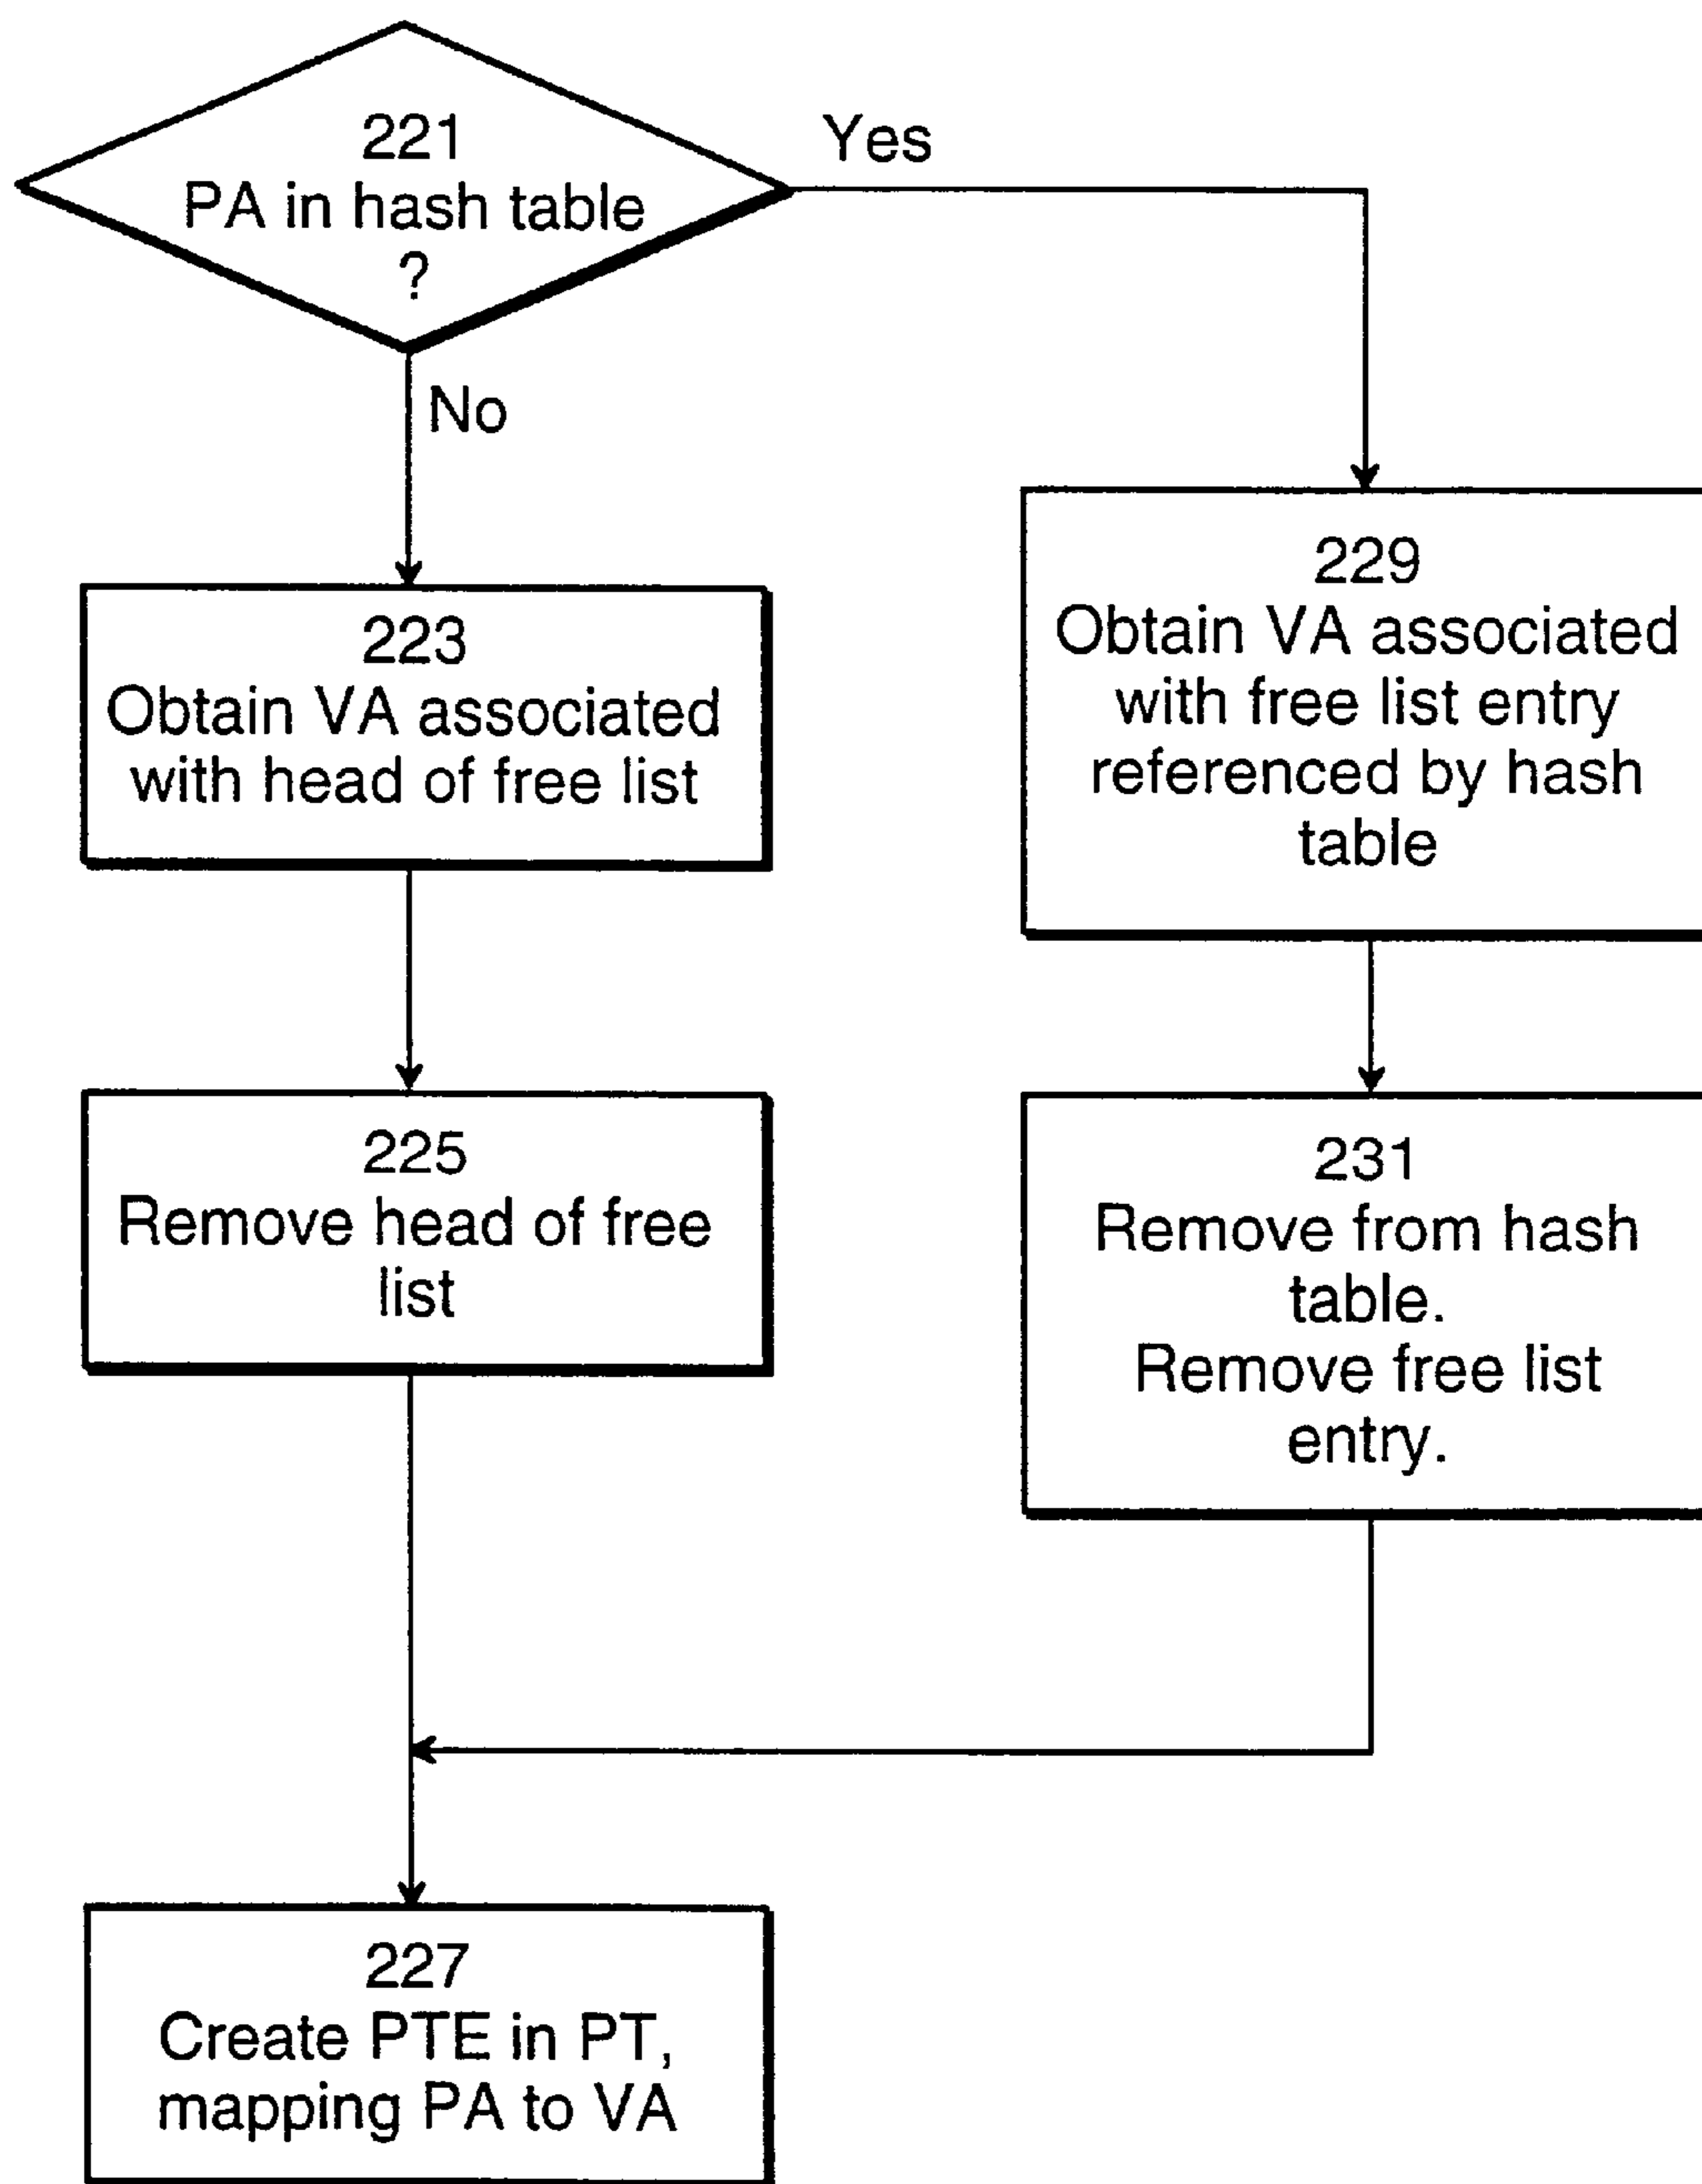 221
PA in hash table
?
Yes
No
223
Obtain VA associated
with head of free list
229
Obtain VA associated
with free list entry
referenced by hash
table
225
Remove head of free
list
231
Remove from hash
table.
Remove free list
entry.
227
Create PTE in PT,
mapping PA to VA